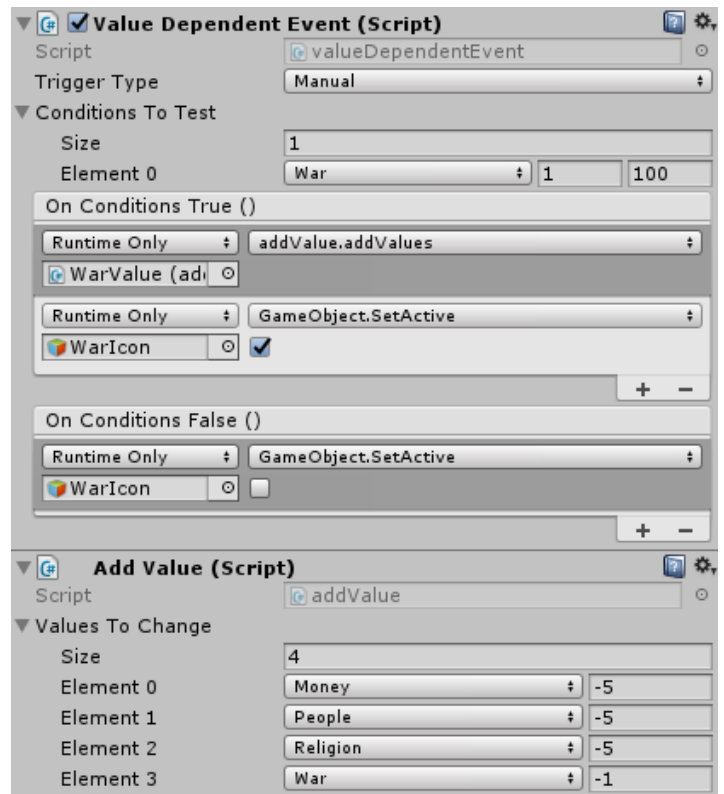 Value Dependent Event (Script)
Script valueDependentEvent
Trigger Type Manual
Conditions To Test
Size 1
Element 0 War 1 100
On Conditions True ()
Runtime Only addValue.addValues
WarValue (ad
Runtime Only GameObject.SetActive
WarIcon
On Conditions False ()
Runtime Only GameObject.SetActive
WarIcon
Add Value (Script)
Script addValue
Values To Change
Size 4
Element 0 Money -5
Element 1 People -5
Element 2 Religion -5
Element 3 War -1